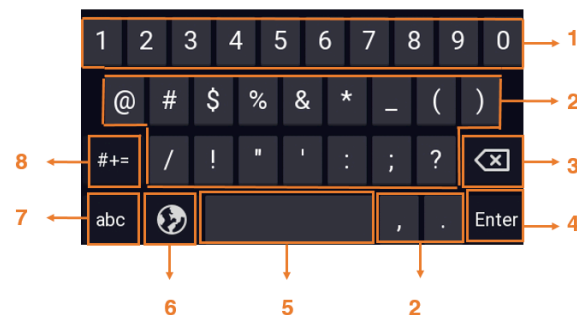 1 2 3 4 5 6 7 8 9 0 1
@ # $ % & * _ ( ) 2
8 #+= / ! " ' : ; ? 3
7 abc , . Enter 4
6 5 2